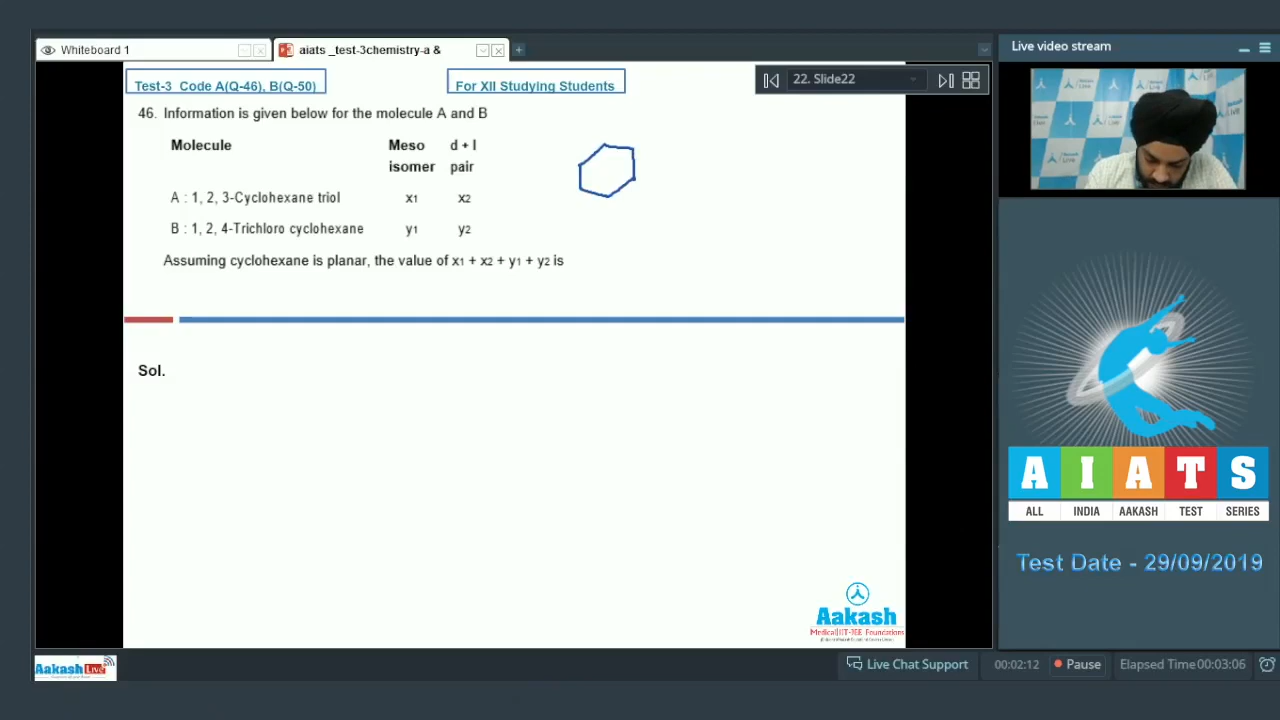 Whiteboard 1
aiats _test-3chemistry-a &
Live video stream
Test-3 Code A(Q-46), B(Q-50)
For XII Studying Students
22. Slide22
46. Information is given below for the molecule A and B
Molecule Meso isomer d + l pair
A : 1, 2, 3-Cyclohexane triol x1 x2
B : 1, 2, 4-Trichloro cyclohexane y1 y2
Assuming cyclohexane is planar, the value of x1 + x2 + y1 + y2 is
Sol.
A I A T S
ALL INDIA AAKASH TEST SERIES
Test Date - 29/09/2019
Aakash
Medical|IIT-JEE|Foundations
Aakash Live
Live Chat Support
00:02:12
Pause
Elapsed Time 00:03:06